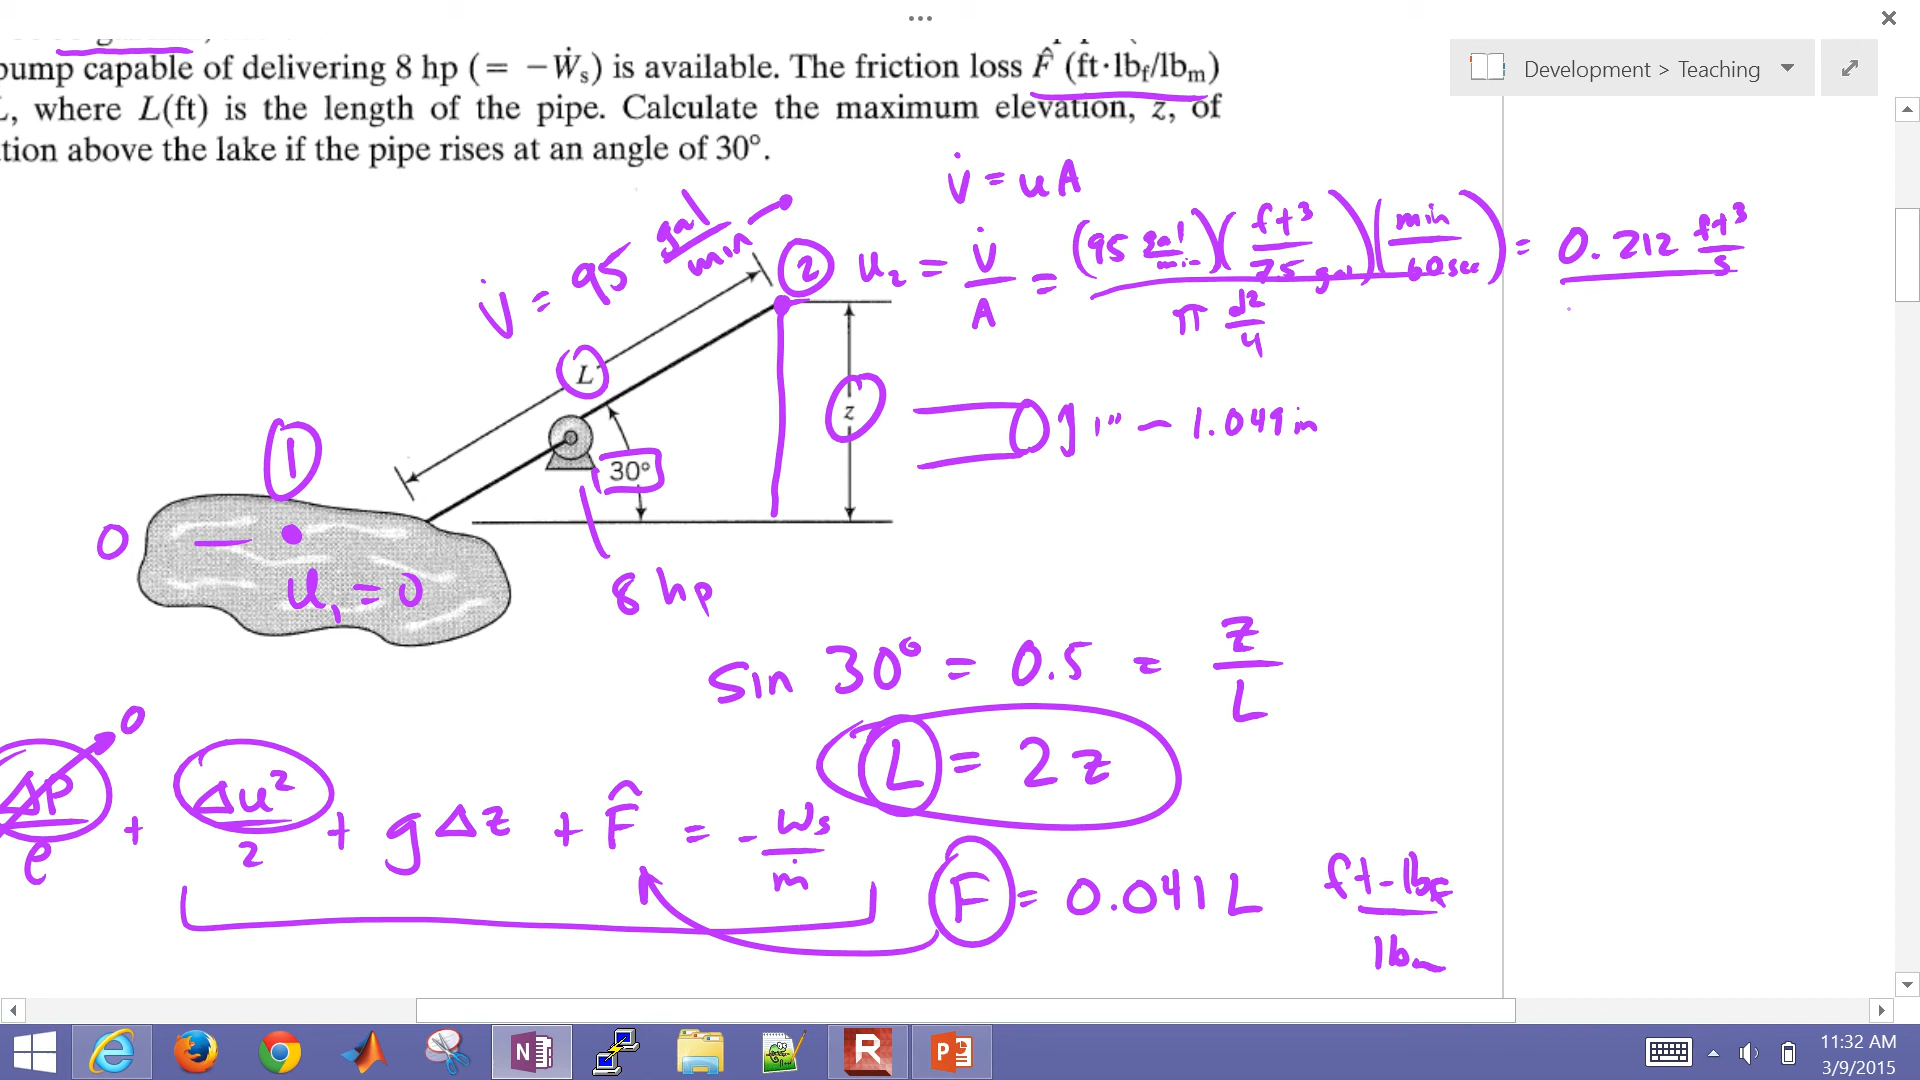 pump capable of delivering 8 hp (= −Ẇs) is available. The friction loss F̂ (ft·lbf/lbm)
L, where L(ft) is the length of the pipe. Calculate the maximum elevation, z, of
tion above the lake if the pipe rises at an angle of 30°.
Development > Teaching
V̇ = uA
V̇ = 95 gal/min
② u₂ = V̇/A = (95 gal/min)(ft³/7.5 gal)(min/60 sec) / π d²/4 = 0.212 ft³/s
L
z
1" – 1.049 in
①
30°
0
u₁ = 0
8 hp
sin 30° = 0.5 = z/L
L = 2z
ΔP/ρ 0 + Δu²/2 + gΔz + F̂ = - Ẇs/ṁ
F = 0.041 L ft-lbf/lbm
N
R
P
11:32 AM
3/9/2015